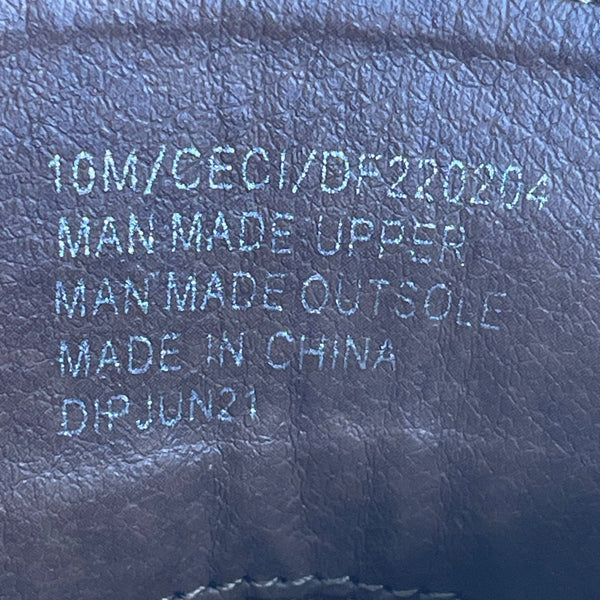 10M/CECI/DF220204
MAN MADE UPPER
MAN MADE OUTSOLE
MADE IN CHINA
DIPJUN21